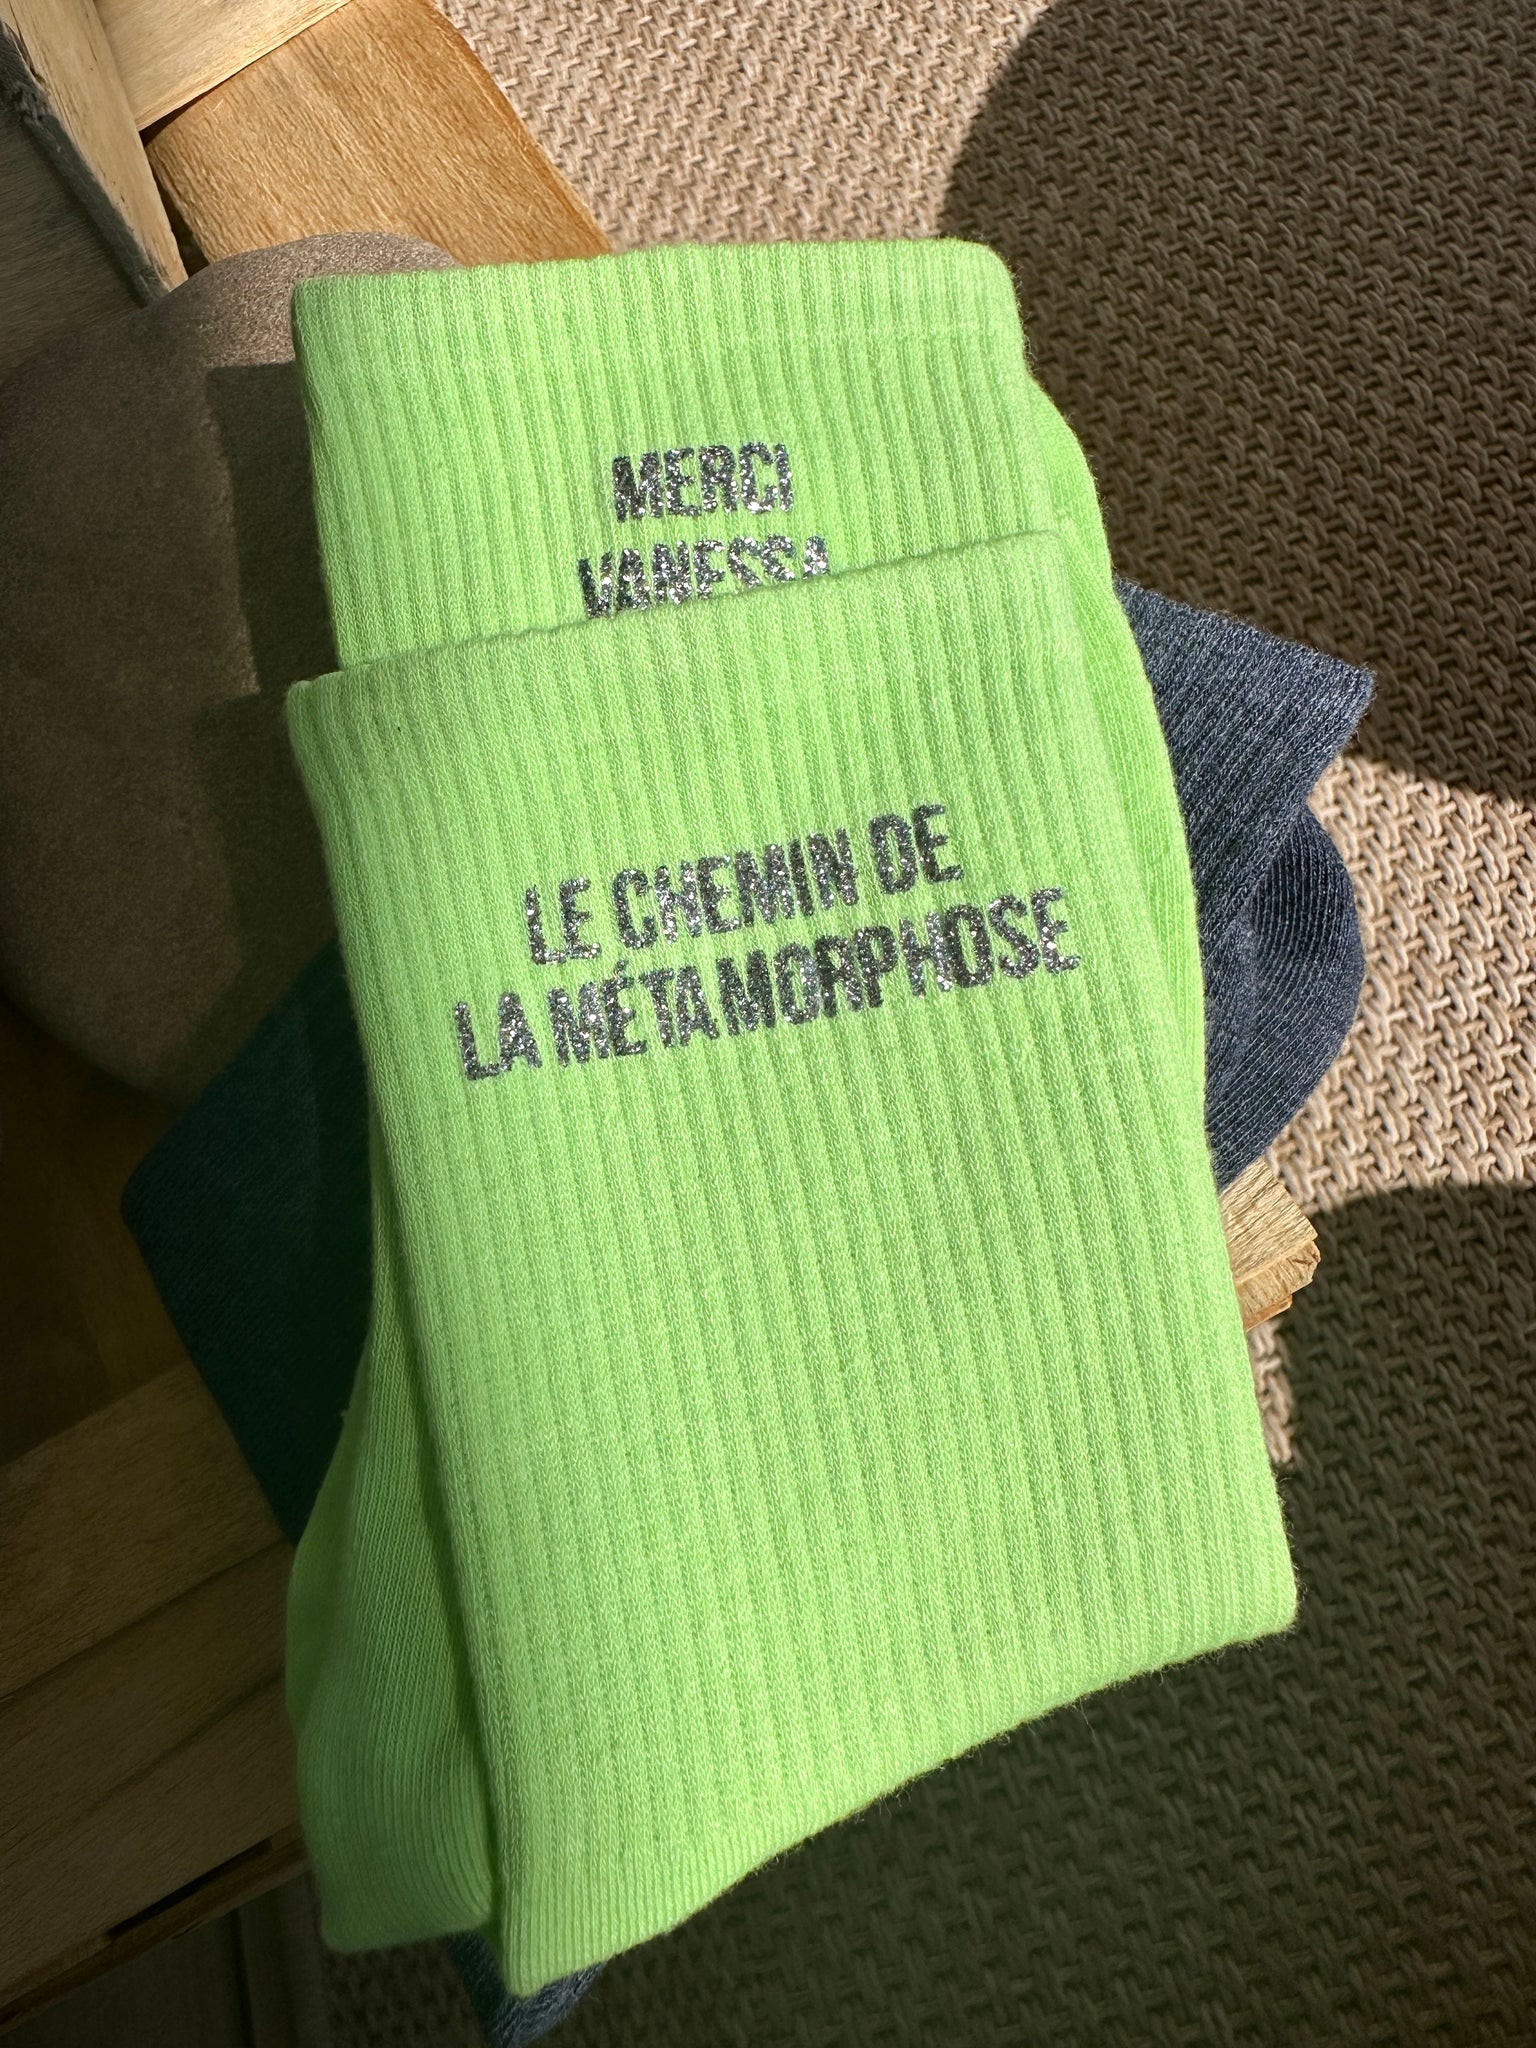 MERCI
VANESSA
LE CHEMIN DE
LA MÉTAMORPHOSE